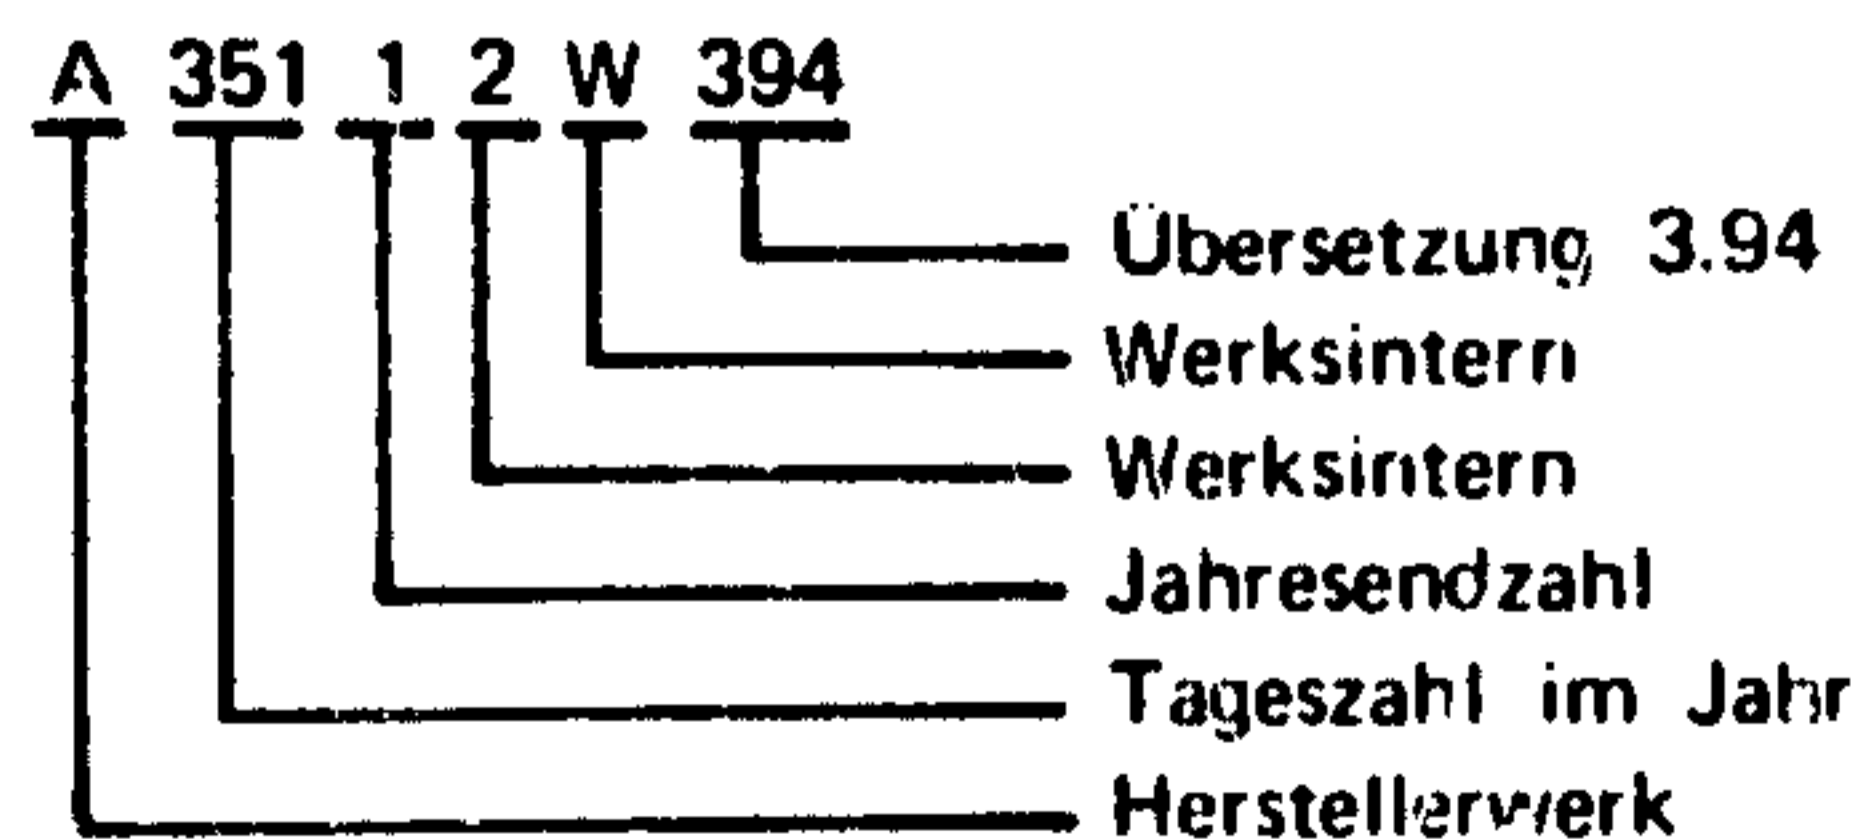 A 351 1 2 W 394
Übersetzung 3.94
Werksintern
Werksintern
Jahresendzahl
Tageszahl im Jahr
Herstellerwerk